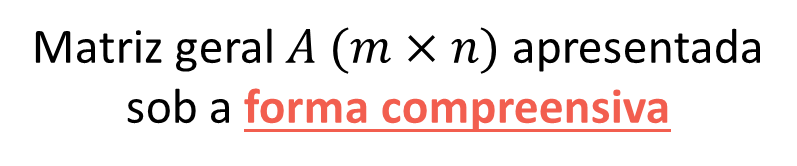 Matriz geral A (m × n) apresentada
sob a forma compreensiva